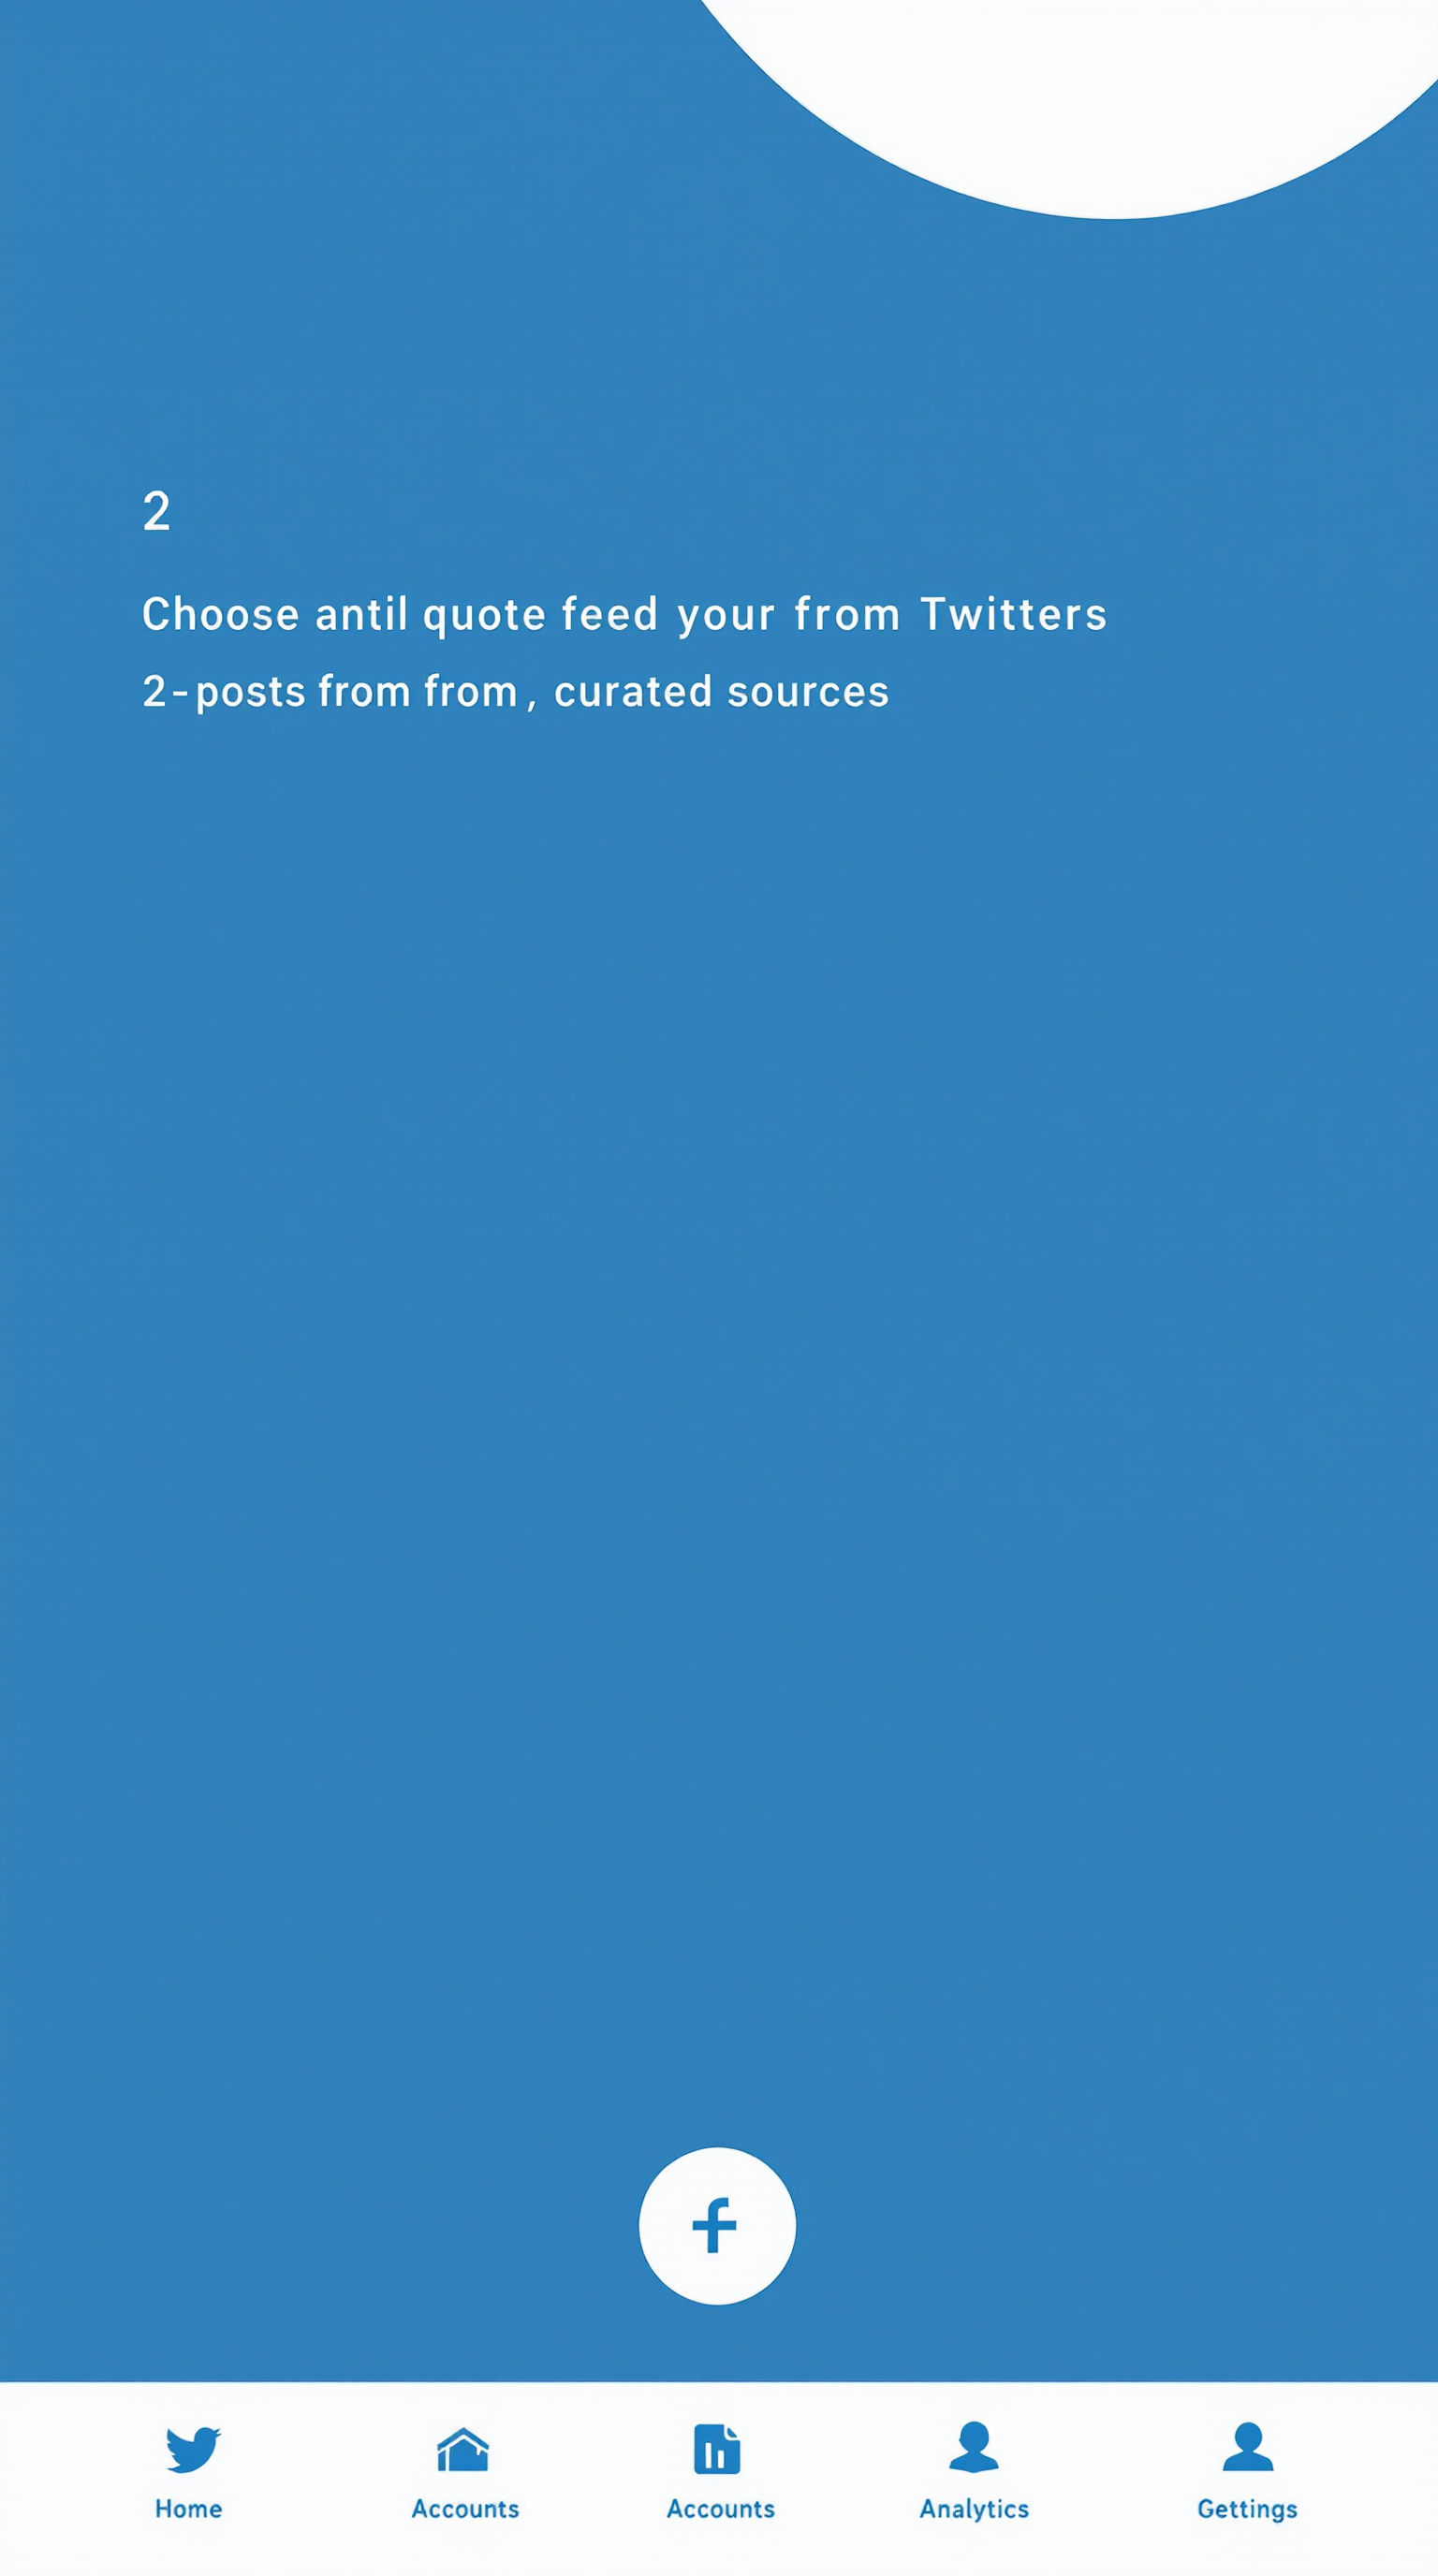 2
Choose antil quote feed your from Twitters
2-posts from from, curated sources
f
Home
Accounts
Accounts
Analytics
Gettings